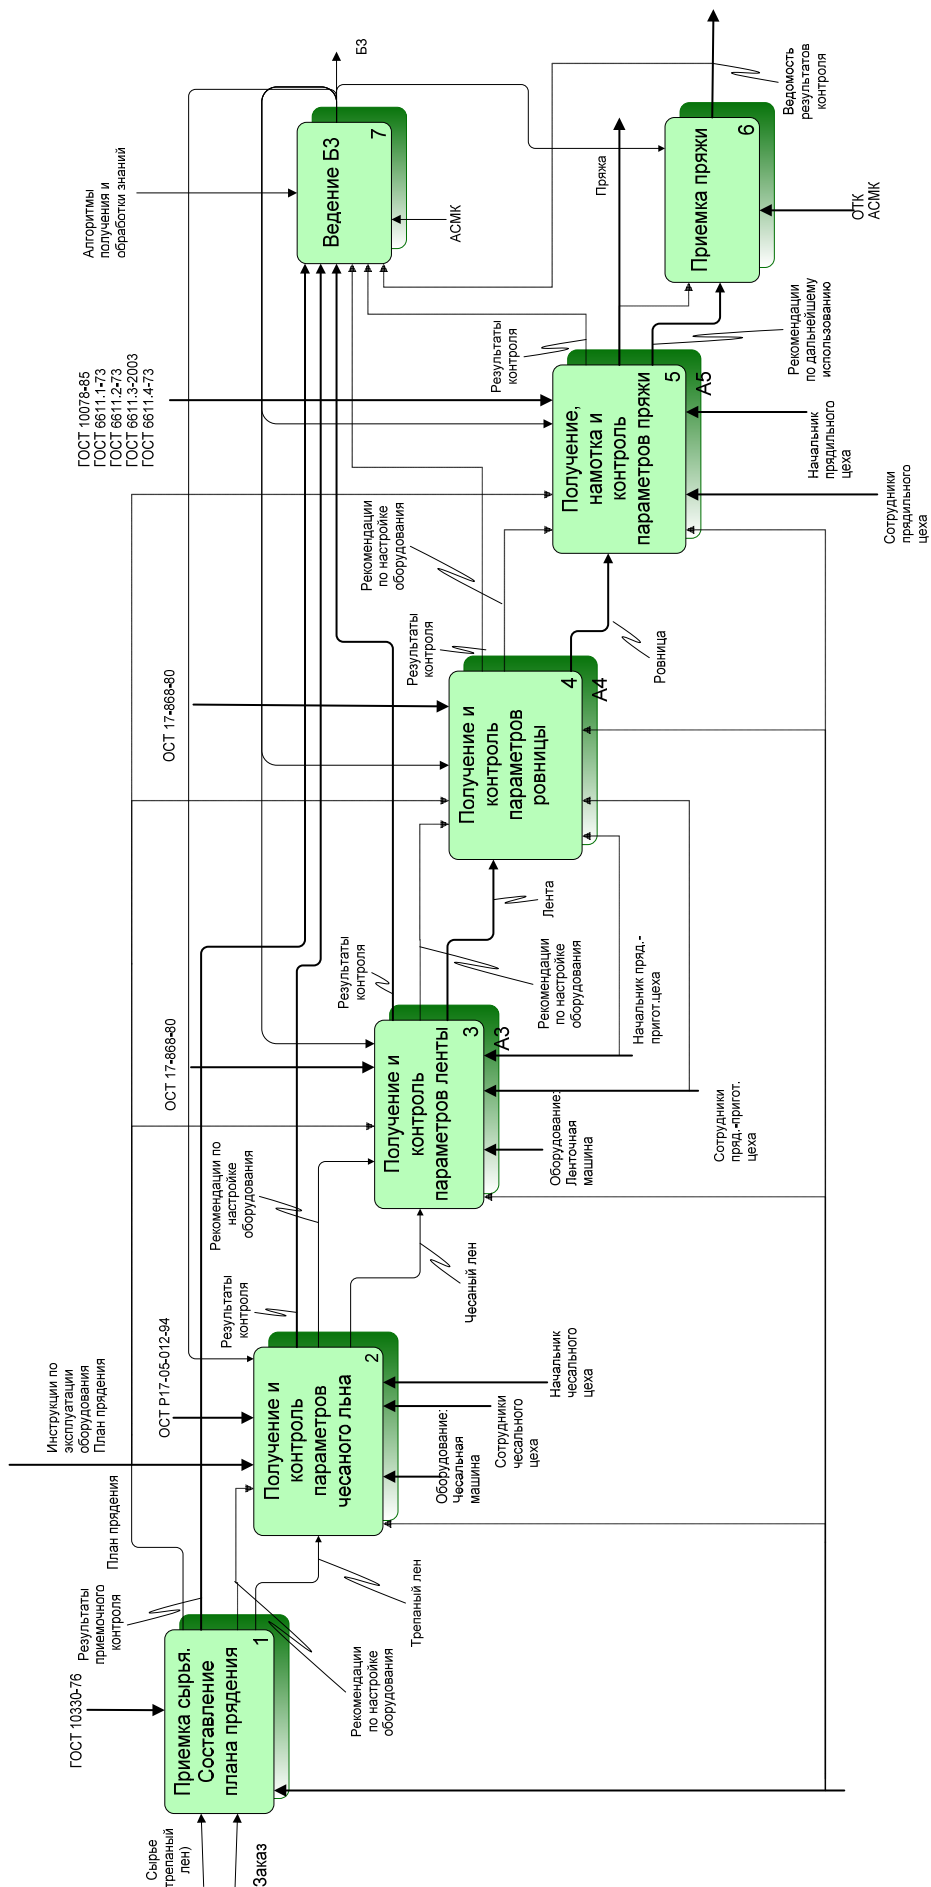 Сырье
трепаный
лен)
Заказ
ГОСТ 10330-76
Приемка сырья.
Составление
плана прядения
1
Результаты
приемочного
контроля
План прядения
Рекомендации
по настройке
оборудования
Трепаный лен
Инструкции по
эксплуатации
оборудования
План прядения
ОСТ Р17-05-012-94
Получение и
контроль
параметров
чесаного льна
2
Оборудование:
Чесальная
машина
Сотрудники
чесального
цеха
Начальник
чесального
цеха
Результаты
контроля
Рекомендации по
настройке
оборудования
Чесаный лен
ОСТ 17-868-80
Получение и
контроль
параметров ленты
3
А3
Оборудование:
Ленточная
машина
Сотрудники
пряд.-пригот.
цеха
Начальник пряд.-
пригот.цеха
Результаты
контроля
Рекомендации
по настройке
оборудования
Лента
ОСТ 17-868-80
Получение и
контроль
параметров
ровницы
4
А4
Результаты
контроля
Рекомендации
по настройке
оборудования
Ровница
ГОСТ 10078-85
ГОСТ 6611.1-73
ГОСТ 6611.2-73
ГОСТ 6611.3-2003
ГОСТ 6611.4-73
Получение,
намотка и
контроль
параметров пряжи
5
А5
Сотрудники
прядильного
цеха
Начальник
прядильного
цеха
Результаты
контроля
Рекомендации
по дальнейшему
использованию
Пряжа
Приемка пряжи
6
ОТК
АСМК
Ведомость
результатов
контроля
Алгоритмы
получения и
обработки знаний
Ведение БЗ
7
АСМК
БЗ